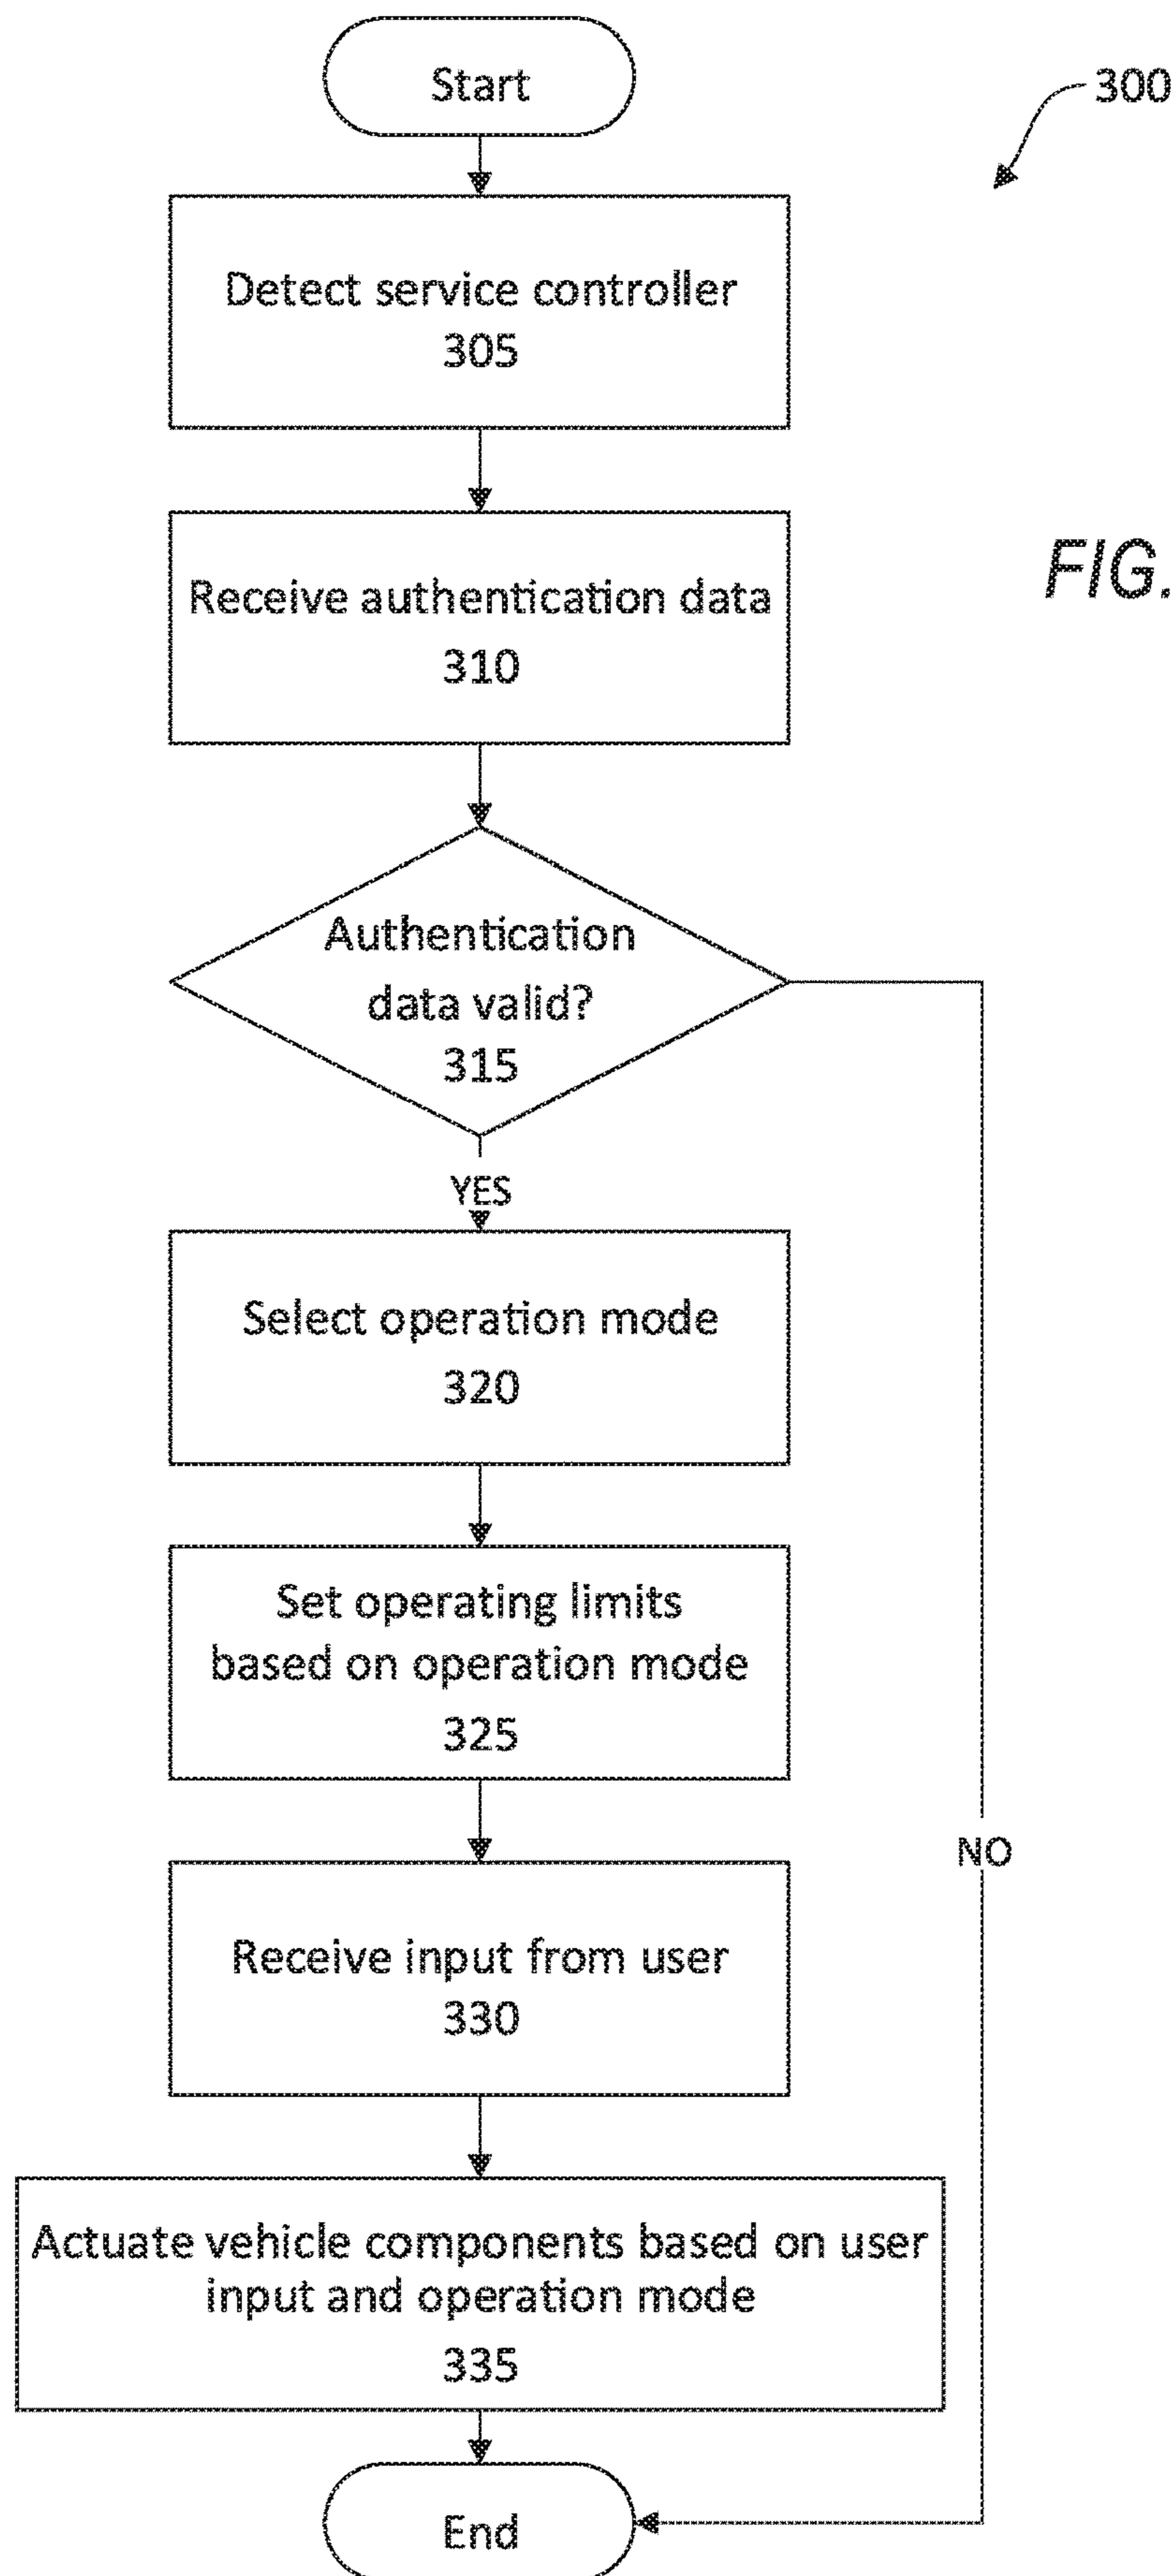 Start
300
Detect service controller
305
FIG.
Receive authentication data
310
Authentication
data valid?
315
YES
Select operation mode
320
Set operating limits
based on operation mode
325
NO
Receive input from user
330
Actuate vehicle components based on user
input and operation mode
335
End